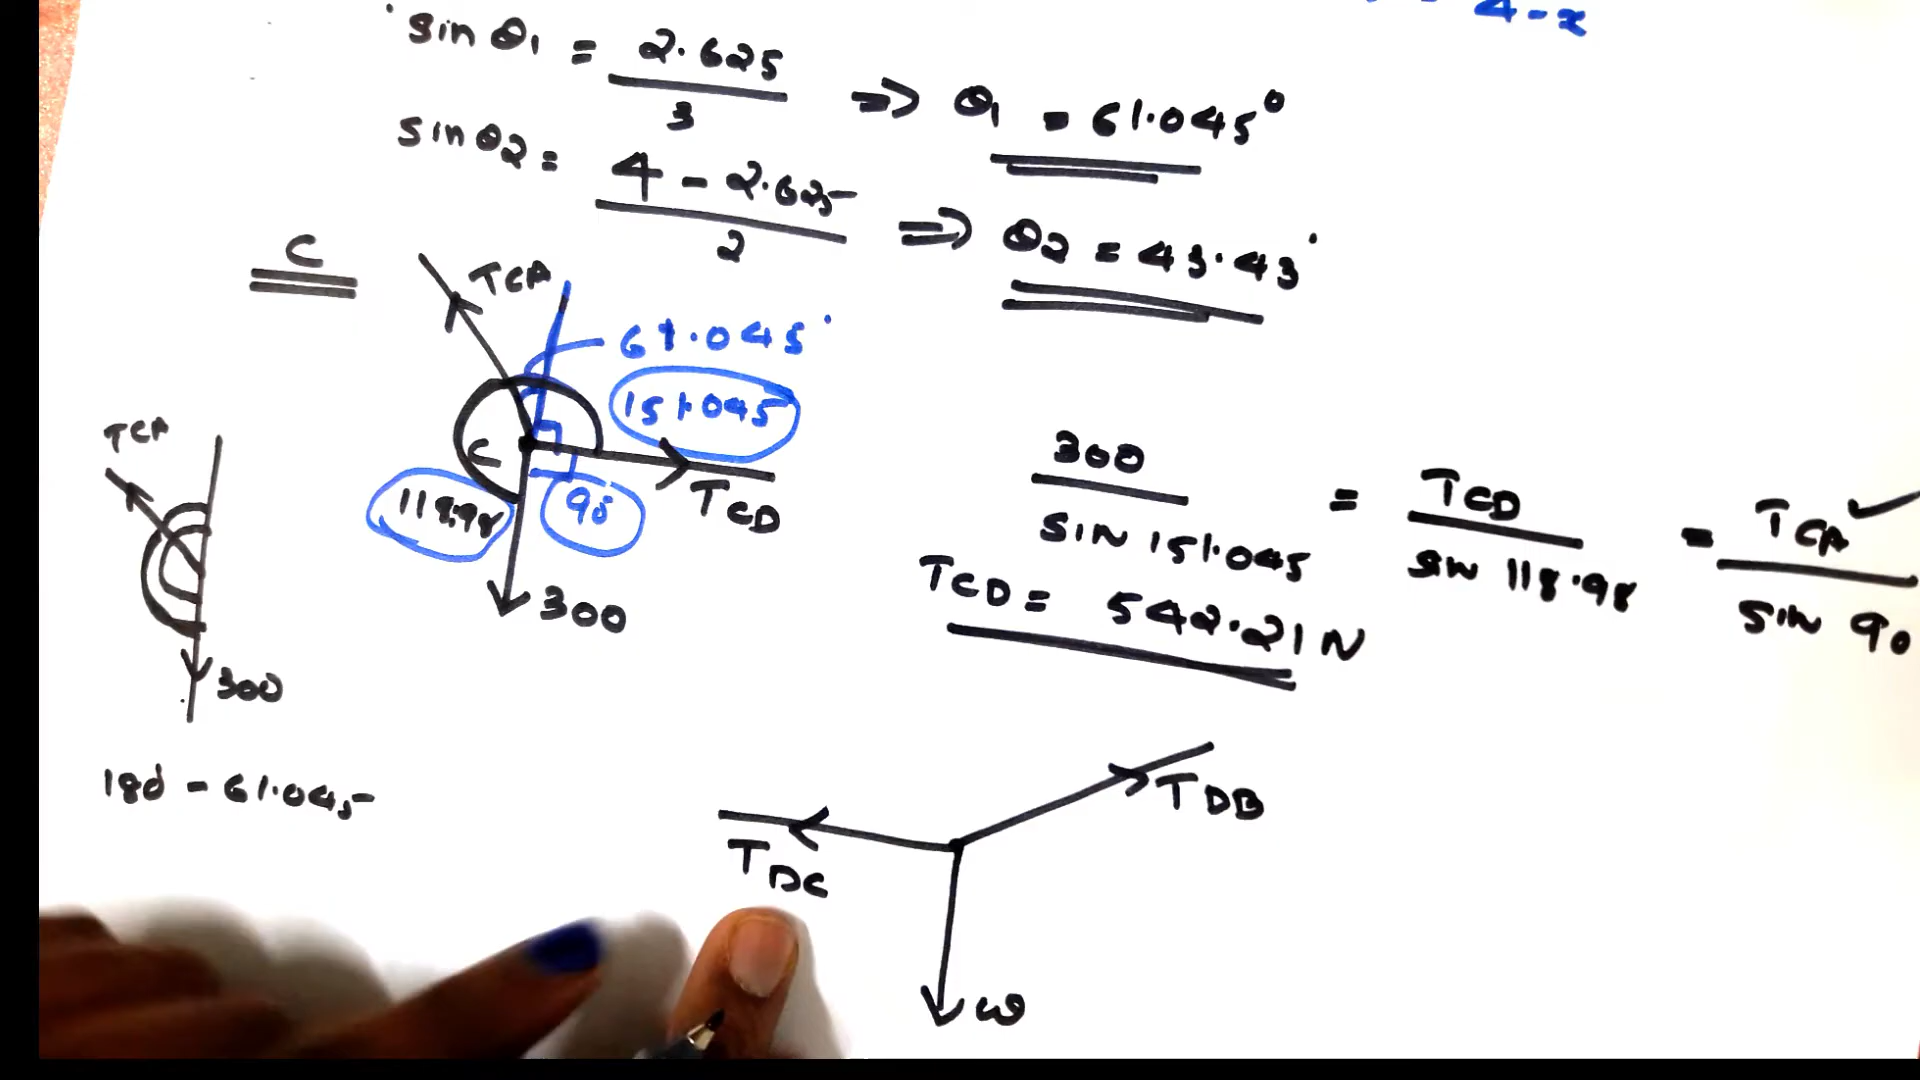 4-x
sin θ1 = 2.625 / 3 => θ1 = 61.045°
sin θ2 = 4 - 2.625 / 2 => θ2 = 43.43°
C
TCA
61.045°
151.045
TCA
C
118.98
90
TCD
300
300 / SIN 151.045 = TCD / SIN 118.98 = TCA / sin 90
TCD = 542.21 N
300
180 - 61.045
TDB
TDC
ω